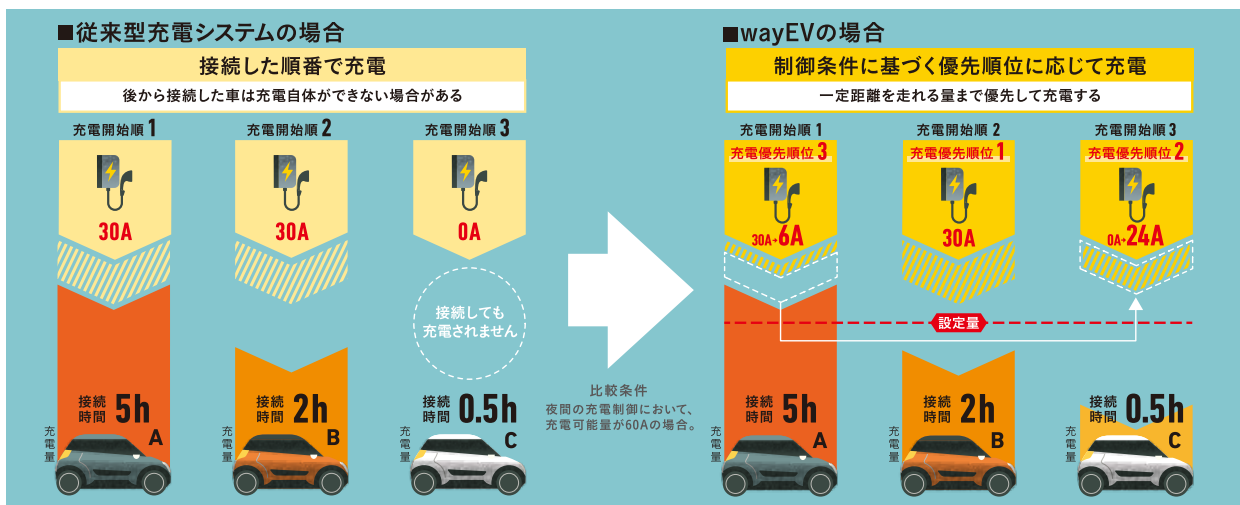 ■従来型充電システムの場合
接続した順番で充電
後から接続した車は充電自体ができない場合がある
充電開始順1
30A
接続
時間 5h
充電量
A
充電開始順2
30A
接続
時間 2h
充電量
B
充電開始順3
0A
接続しても
充電されません
接続
時間 0.5h
充電量
C
比較条件
夜間の充電制御において、
充電可能量が60Aの場合。
■wayEVの場合
制御条件に基づく優先順位に応じて充電
一定距離を走れる量まで優先して充電する
充電開始順 1
充電優先順位3
30A→6A
接続
時間 5h
充電量
A
充電開始順 2
充電優先順位1
30A
設定量
接続
時間 2h
充電量
B
充電開始順 3
充電優先順位2
0A→24A
接続
時間 0.5h
充電量
C